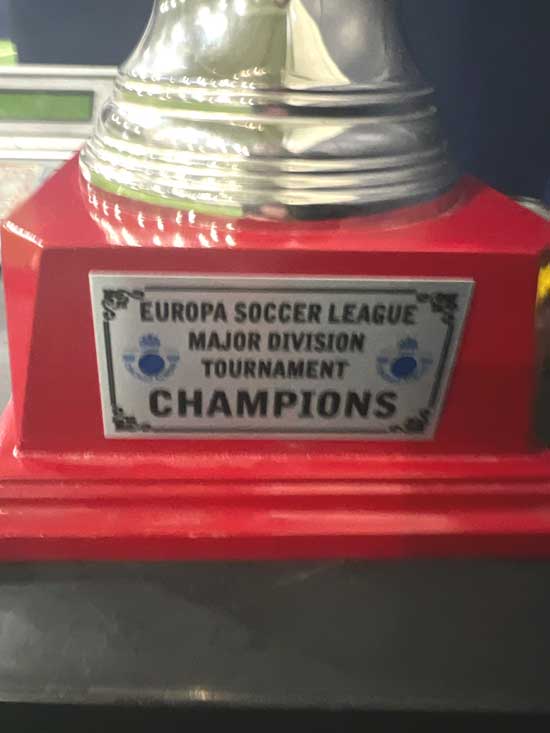 EUROPA SOCCER LEAGUE
MAJOR DIVISION
TOURNAMENT
CHAMPIONS